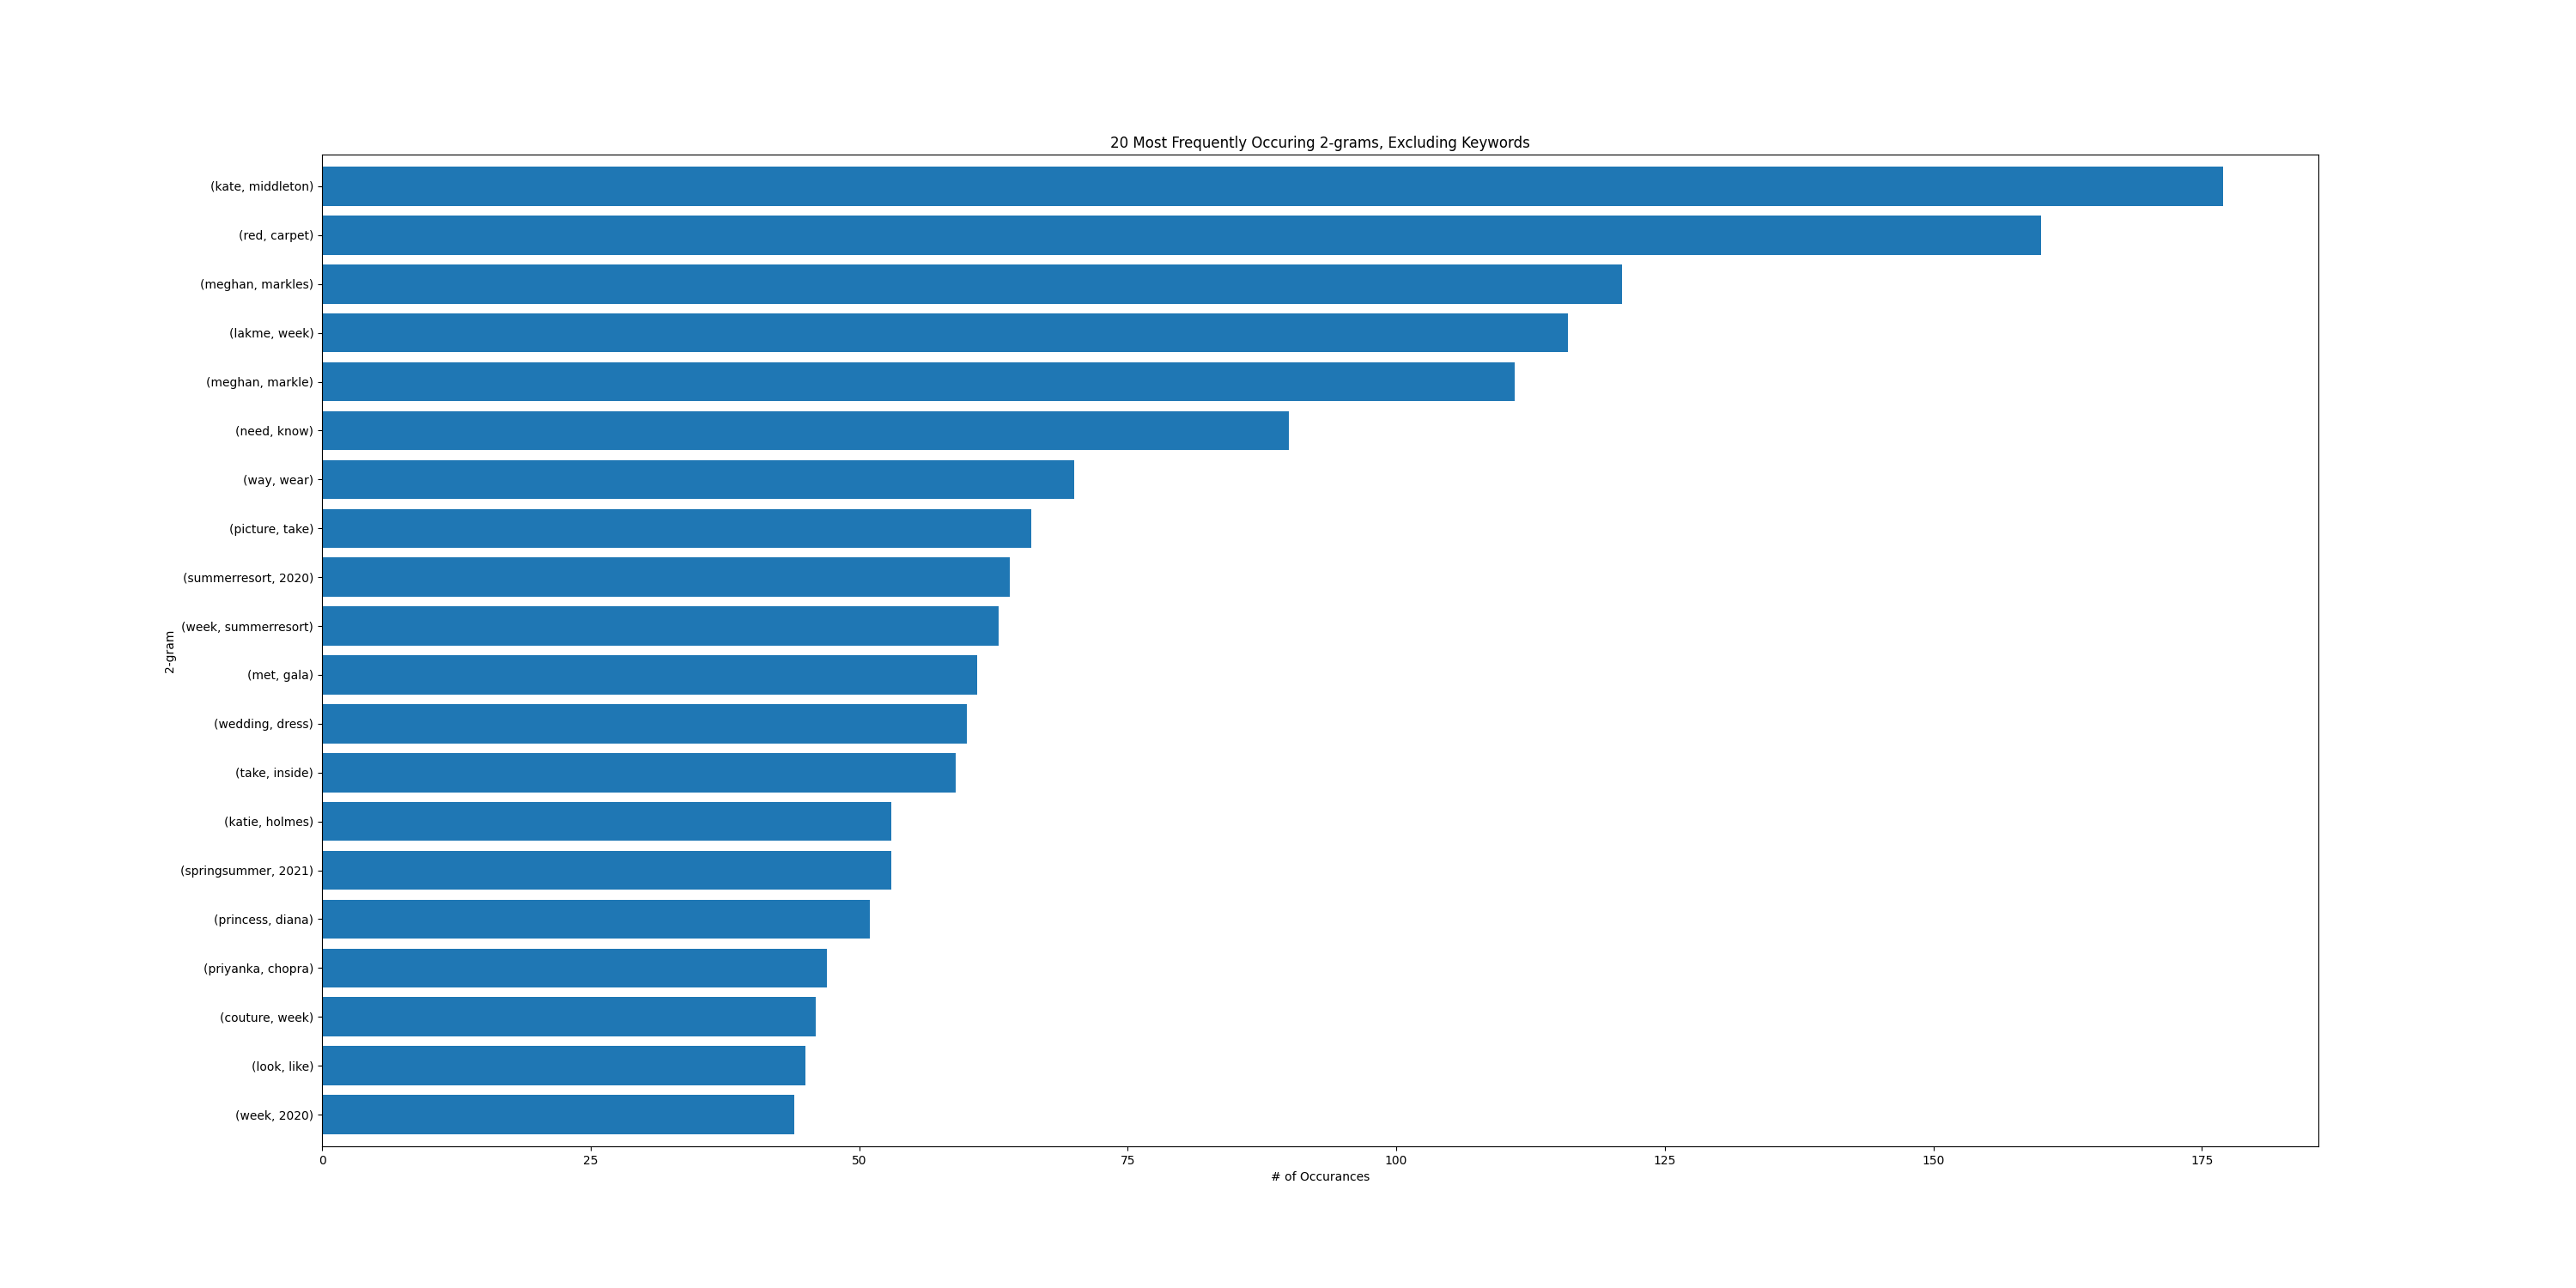 20 Most Frequently Occuring 2-grams, Excluding Keywords
(kate, middleton)
(red, carpet)
(meghan, markles)
(lakme, week)
(meghan, markle)
(need, know)
(way, wear)
(picture, take)
(summerresort, 2020)
(week, summerresort)
(met, gala)
(wedding, dress)
(take, inside)
(katie, holmes)
(springsummer, 2021)
(princess, diana)
(priyanka, chopra)
(couture, week)
(look, like)
(week, 2020)
2-gram
0 25 50 75 100 125 150 175
# of Occurances